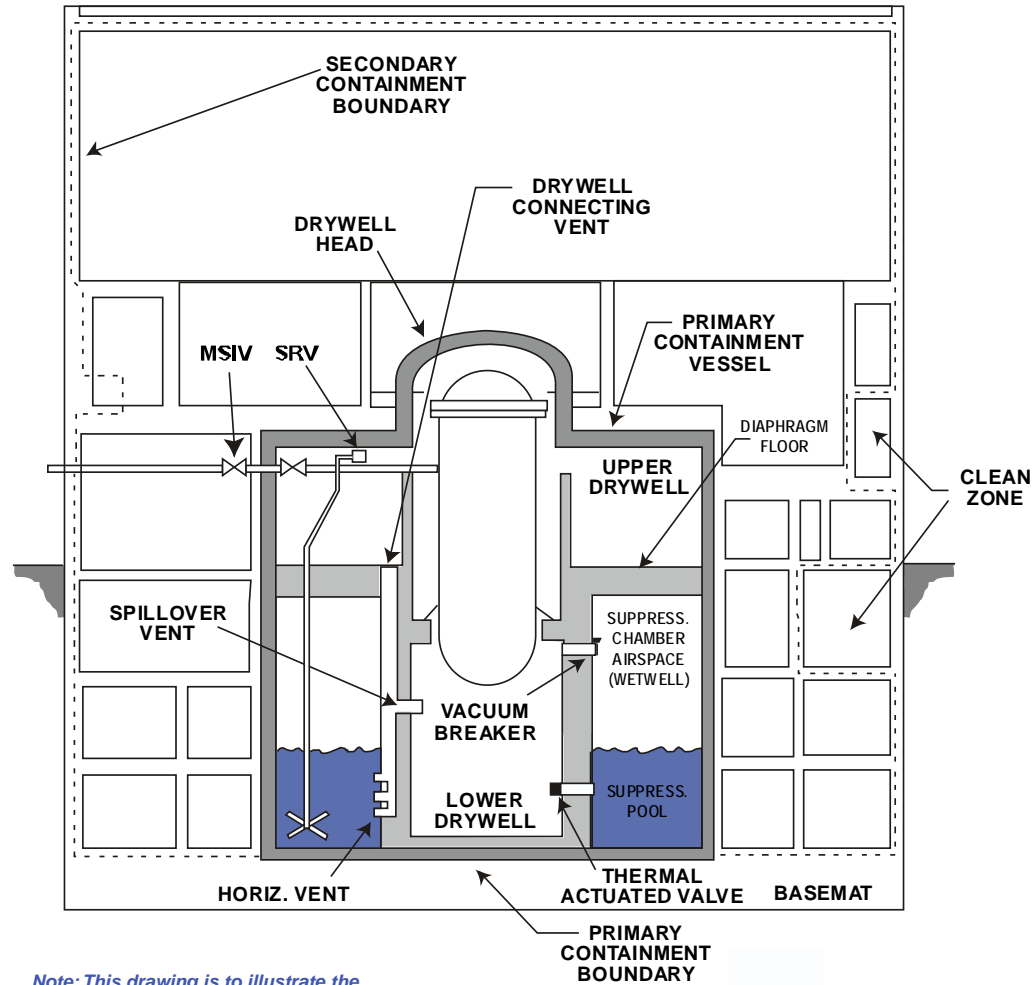 SECONDARY
CONTAINMENT
BOUNDARY
DRYWELL
CONNECTING
VENT
DRYWELL
HEAD
MSIV
SRV
PRIMARY
CONTAINMENT
VESSEL
DIAPHRAGM
FLOOR
UPPER
DRYWELL
CLEAN
ZONE
SPILLOVER
VENT
SUPPRESS.
CHAMBER
AIRSPACE
(WETWELL)
VACUUM
BREAKER
LOWER
DRYWELL
SUPPRESS.
POOL
HORIZ. VENT
THERMAL
ACTUATED VALVE
BASEMAT
PRIMARY
CONTAINMENT
BOUNDARY
Note: This drawing is to illustrate the